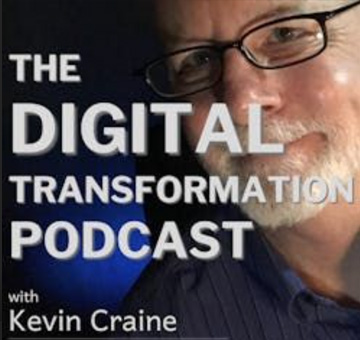 THE
DIGITAL
TRANSFORMATION
PODCAST
with
Kevin Craine